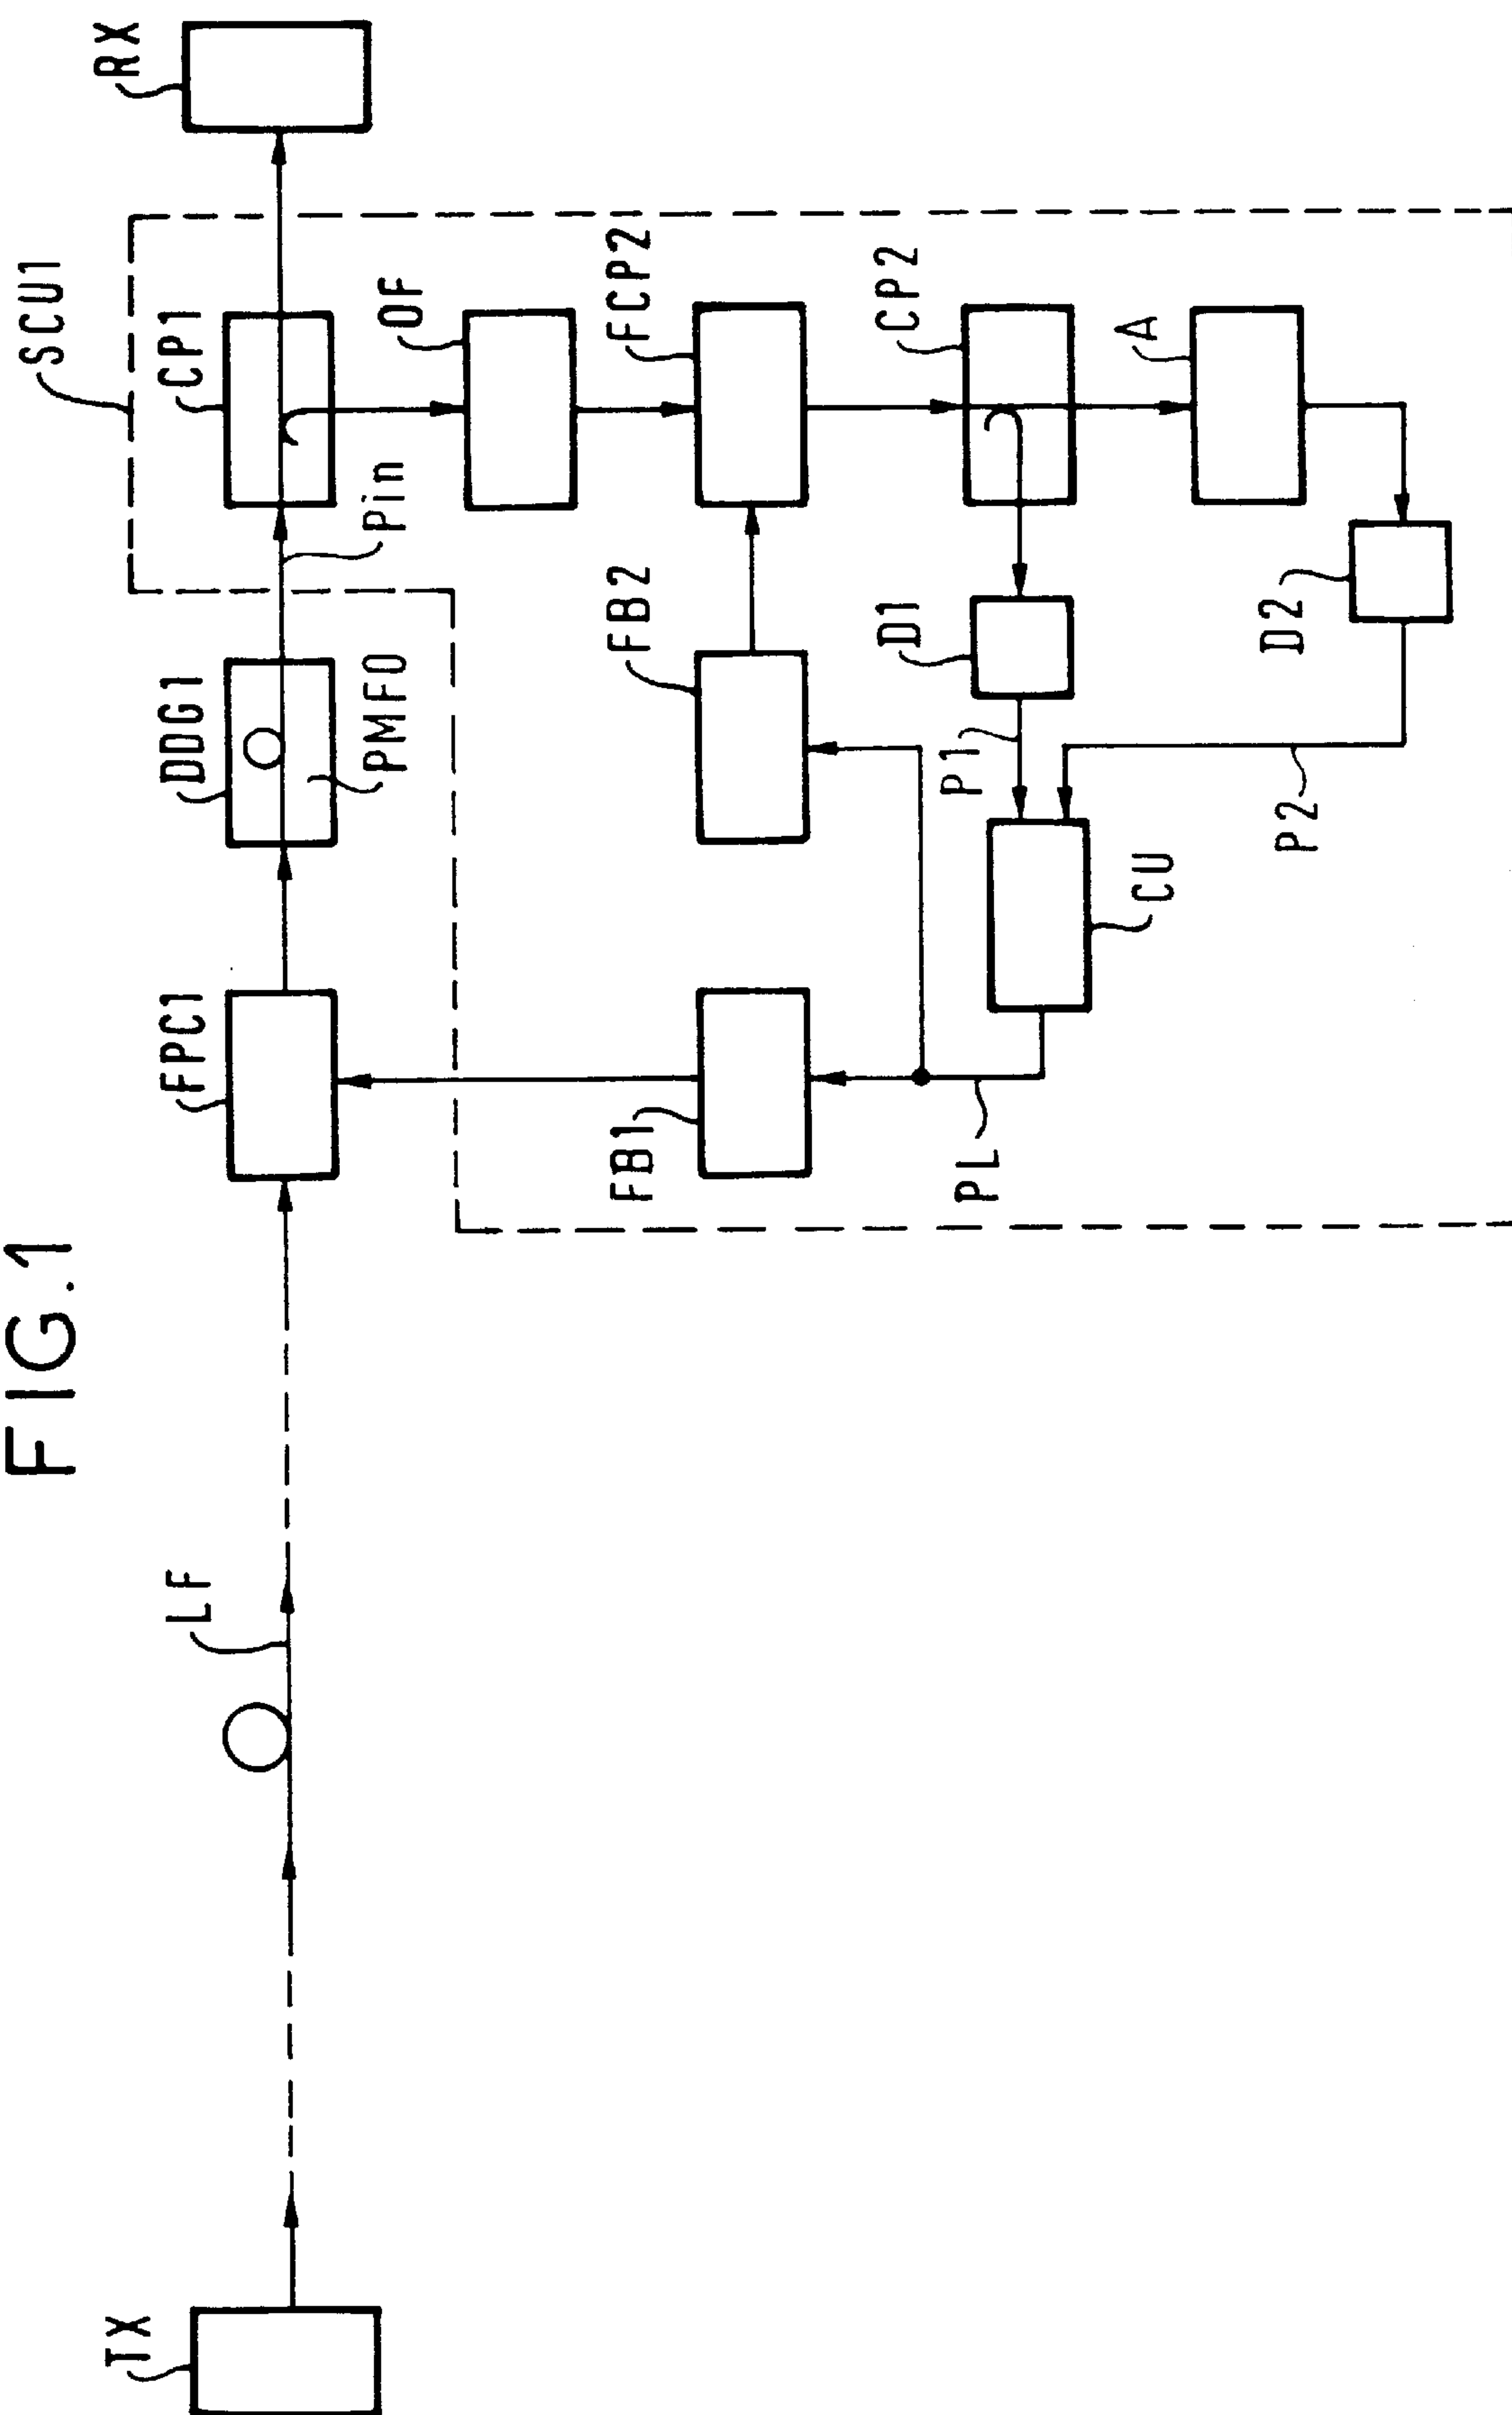 FIG.1
TX
LF
FPC1
DDG1
PMF0
Pin
SCU1
CP1
RX
OF
FCP2
FB2
FB1
CP2
D1
P1
PL
A
CU
D2
P2